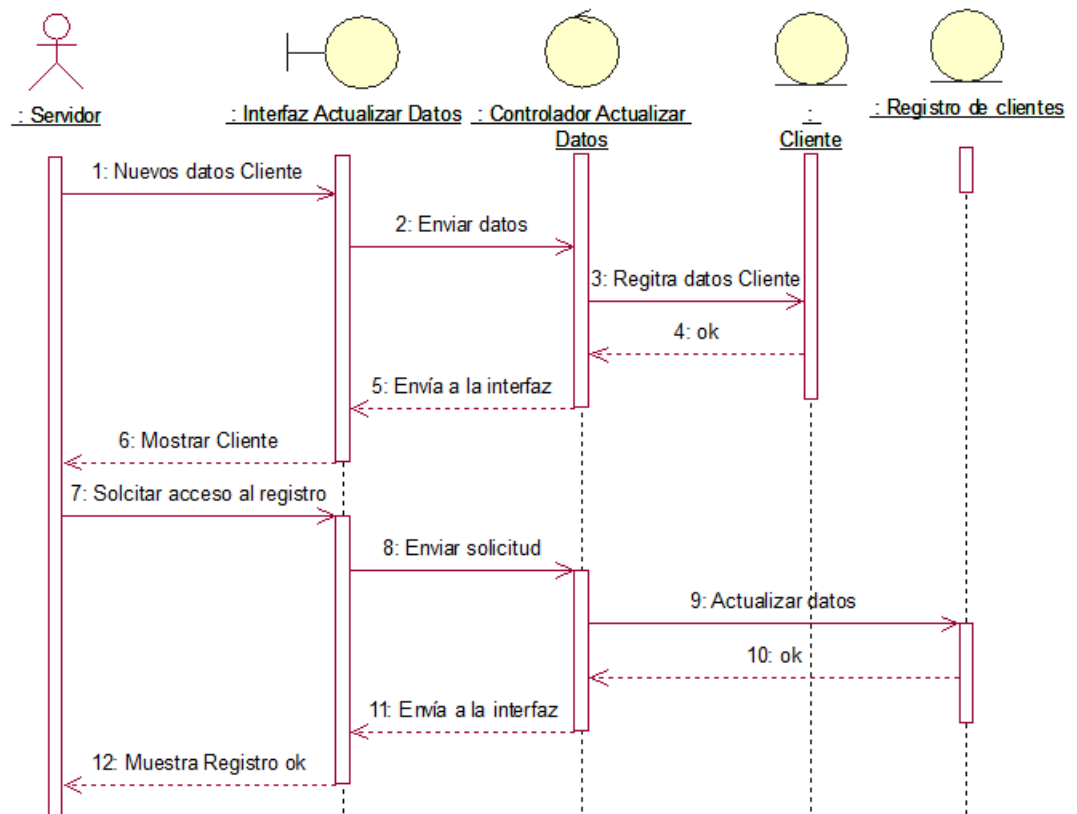 : Servidor
: Interfaz Actualizar Datos
: Controlador Actualizar
Datos
:
Cliente
: Registro de clientes
1: Nuevos datos Cliente
2: Enviar datos
3: Regitra datos Cliente
4: ok
5: Envía a la interfaz
6: Mostrar Cliente
7: Solcitar acceso al registro
8: Enviar solicitud
9: Actualizar datos
10: ok
11: Envía a la interfaz
12: Muestra Registro ok